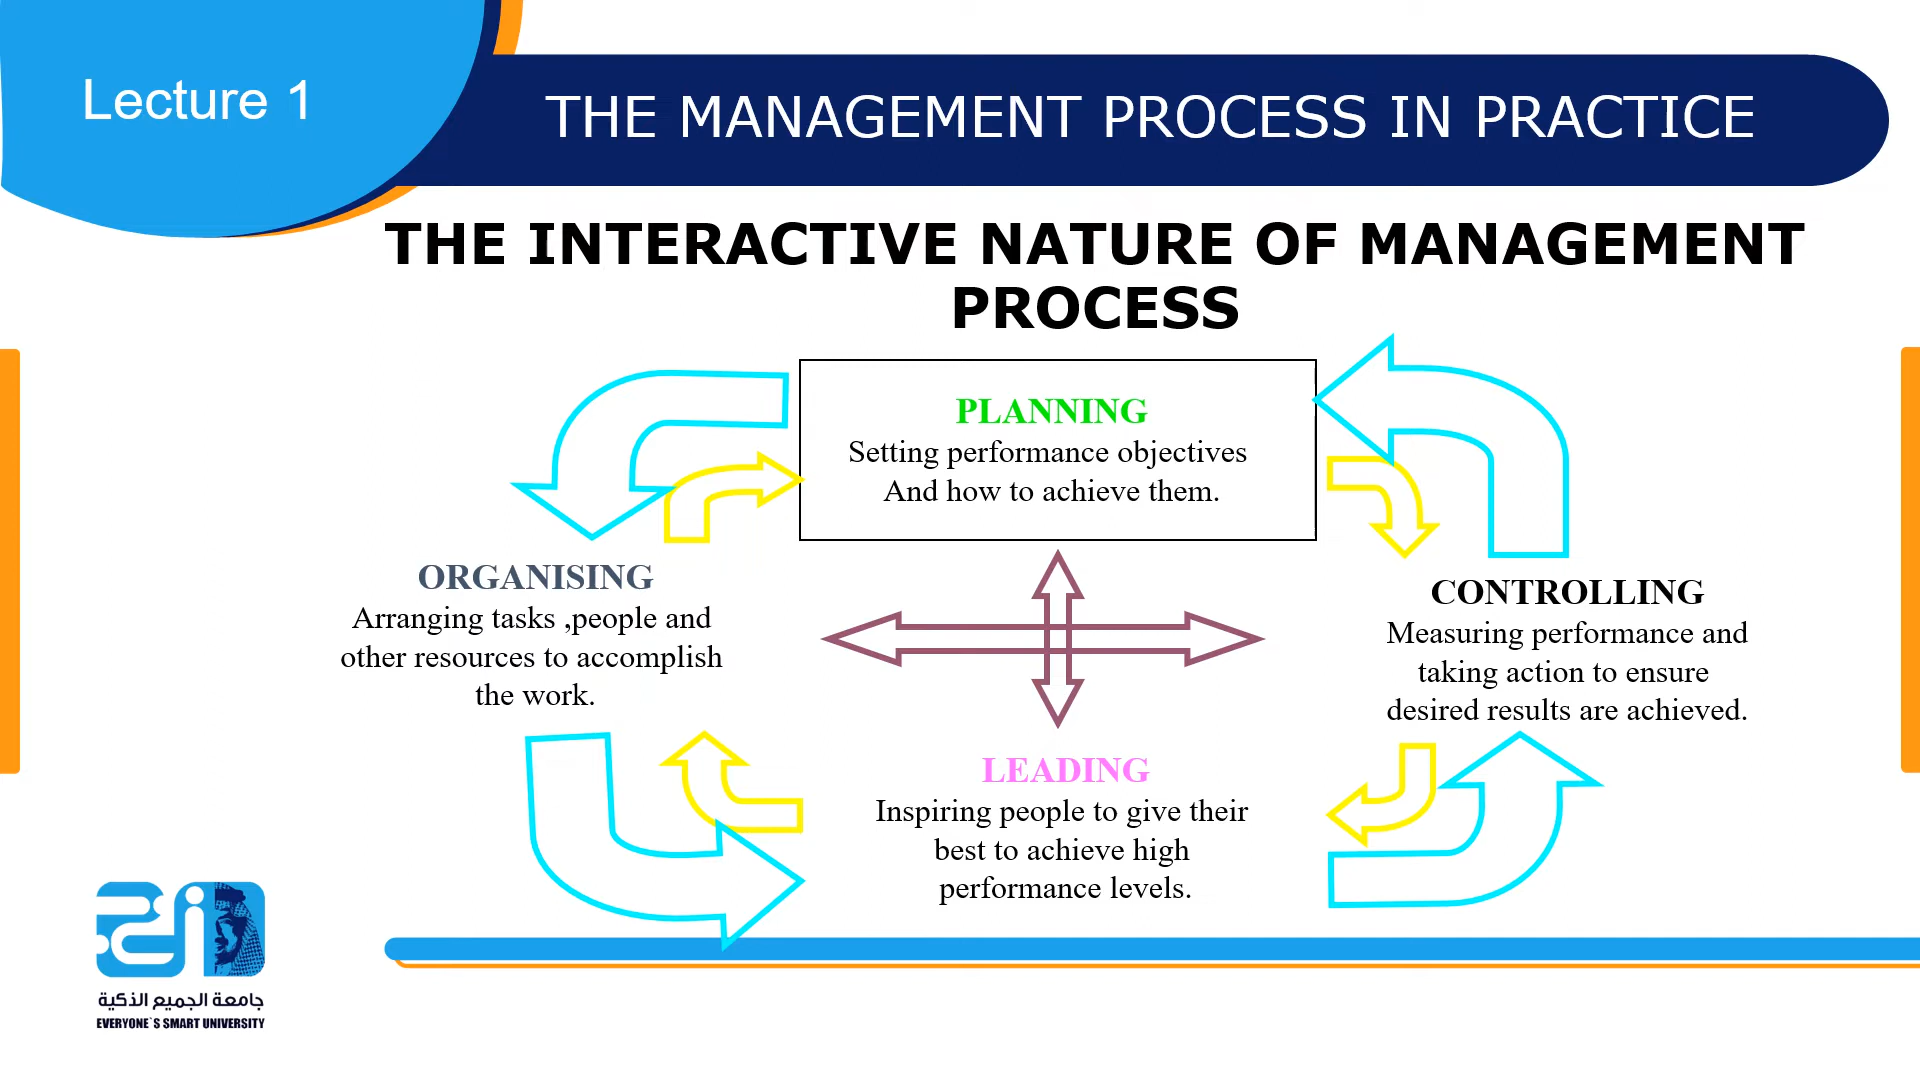 Lecture 1
THE MANAGEMENT PROCESS IN PRACTICE
THE INTERACTIVE NATURE OF MANAGEMENT
PROCESS
PLANNING
Setting performance objectives
And how to achieve them.
ORGANISING
Arranging tasks ,people and
other resources to accomplish
the work.
CONTROLLING
Measuring performance and
taking action to ensure
desired results are achieved.
LEADING
Inspiring people to give their
best to achieve high
performance levels.
جامعة الجميع الذكية
EVERYONE`S SMART UNIVERSITY